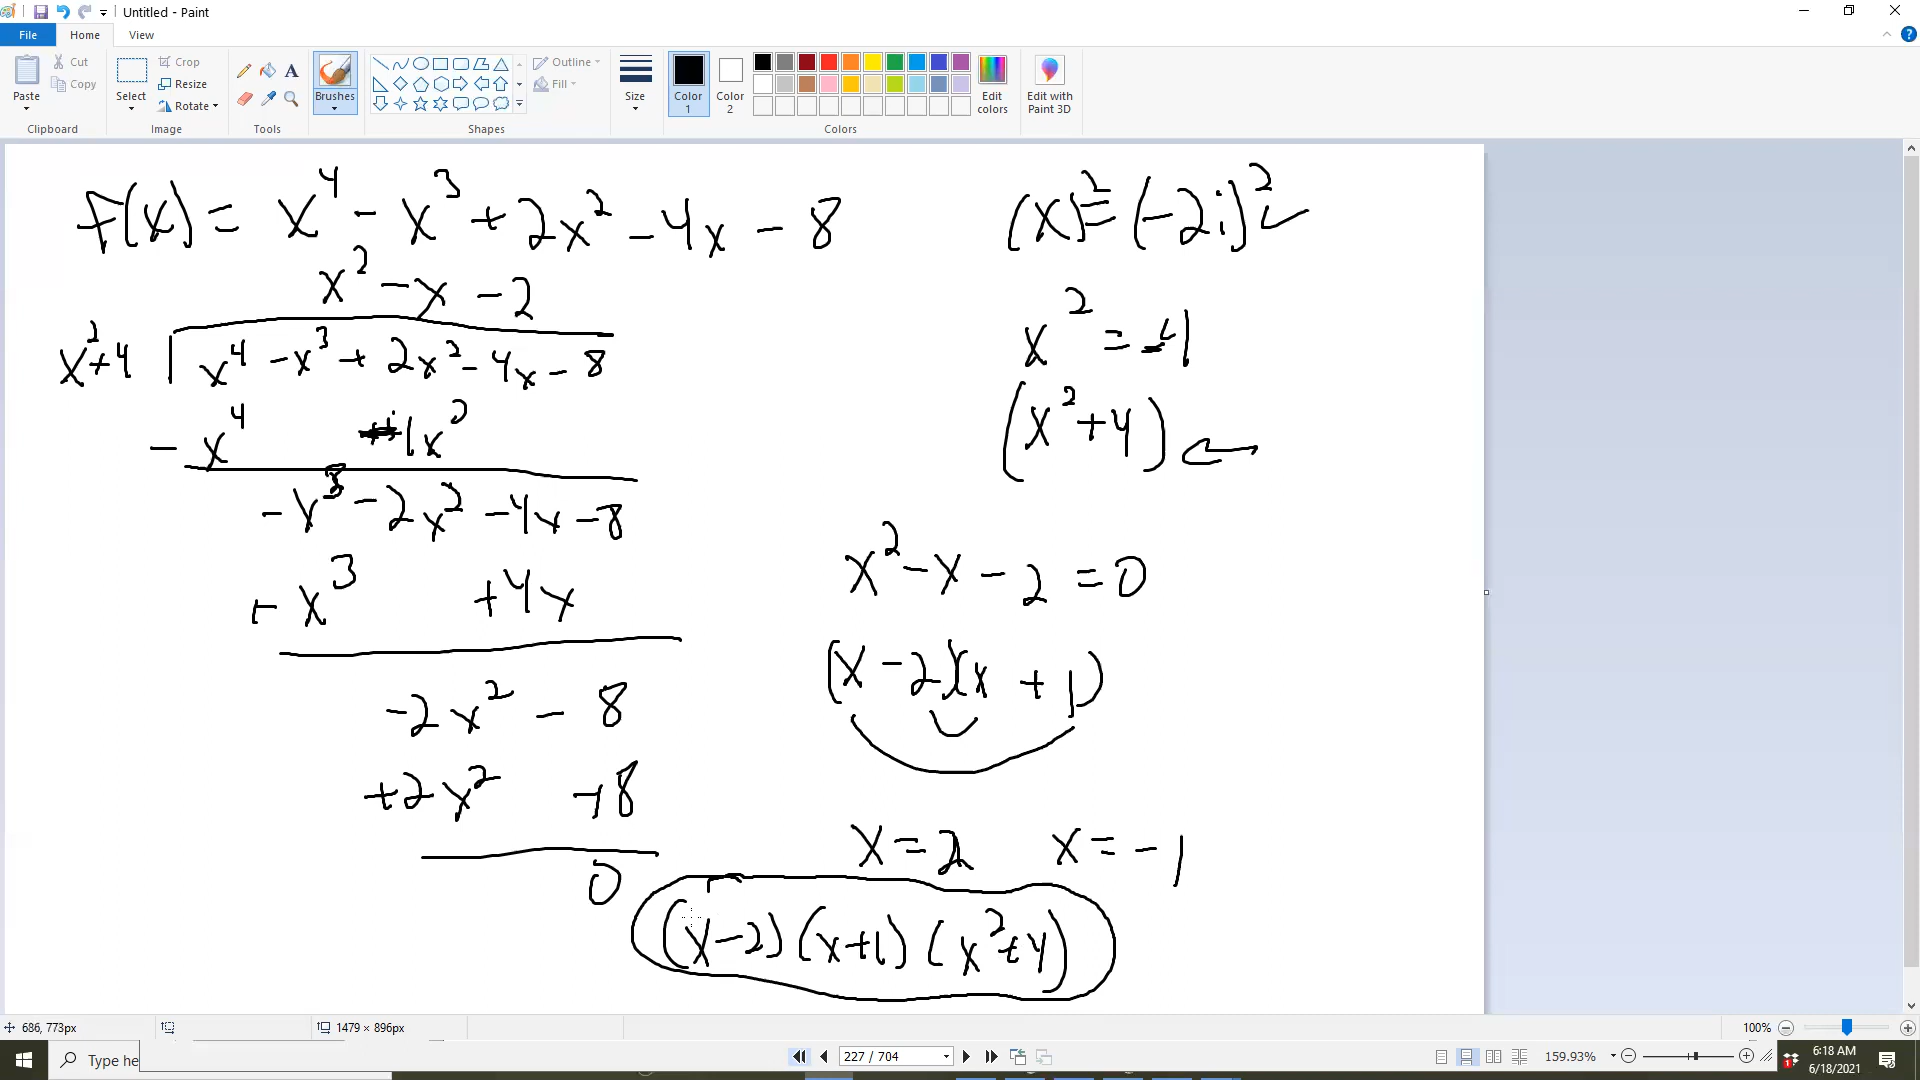 Untitled - Paint
File Home View
Paste
Cut
Copy
Clipboard
Select
Crop
Resize
Rotate
Image
A
Tools
Brushes
Outline
Fill
Shapes
Size
Color 1
Color 2
Edit colors
Colors
Edit with Paint 3D
f(x) = x⁴ - x³ + 2x² - 4x - 8
x² - x - 2
x²+4 x⁴ - x³ + 2x² - 4x - 8
- x⁴
- x³ - 2x² - 4x - 8
+ x³ + 4x
-2x² - 8
+2x² +8
0
(x)² = (-2i)²
x² = -4
(x² + 4)
x² - x - 2 = 0
(x - 2)(x + 1)
x = 2 x = -1
(x-2) (x+1) (x²+4)
686, 773px
1479 × 896px
100%
Type he
227 / 704
159.93%
6:18 AM
6/18/2021